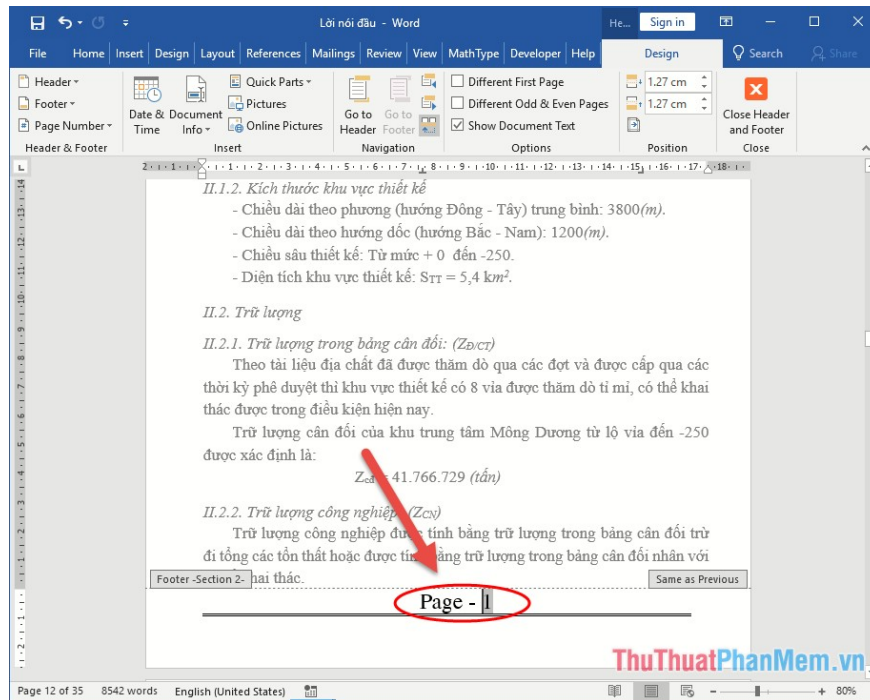 Lời nói đầu - Word
He... Sign in
File Home Insert Design Layout References Mailings Review View MathType Developer Help Design Search Share
Header
Footer
Page Number
Header & Footer
Date & Time
Document Info
Quick Parts
Pictures
Online Pictures
Insert
Go to Header
Go to Footer
Navigation
Different First Page
Different Odd & Even Pages
Show Document Text
Options
1.27 cm
1.27 cm
Position
Close Header and Footer
Close
II.1.2. Kích thước khu vực thiết kế
- Chiều dài theo phương (hướng Đông - Tây) trung bình: 3800(m).
- Chiều dài theo hướng dốc (hướng Bắc - Nam): 1200(m).
- Chiều sâu thiết kế: Từ mức + 0 đến -250.
- Diện tích khu vực thiết kế: STT = 5,4 km².
II.2. Trữ lượng
II.2.1. Trữ lượng trong bảng cân đối: (ZĐ/CT)
Theo tài liệu địa chất đã được thăm dò qua các đợt và được cấp qua các
thời kỳ phê duyệt thì khu vực thiết kế có 8 vỉa được thăm dò tỉ mỉ, có thể khai
thác được trong điều kiện hiện nay.
Trữ lượng cân đối của khu trung tâm Mông Dương từ lộ vỉa đến -250
được xác định là:
Zcđ = 41.766.729 (tấn)
II.2.2. Trữ lượng công nghiệp (ZCN)
Trữ lượng công nghiệp được tính bằng trữ lượng trong bảng cân đối trừ
đi tổng các tổn thất hoặc được tính bằng trữ lượng trong bảng cân đối nhân với
hai thác.
Footer -Section 2-
Same as Previous
Page - 1
ThuThuatPhanMem.vn
Page 12 of 35 8542 words English (United States) 80%